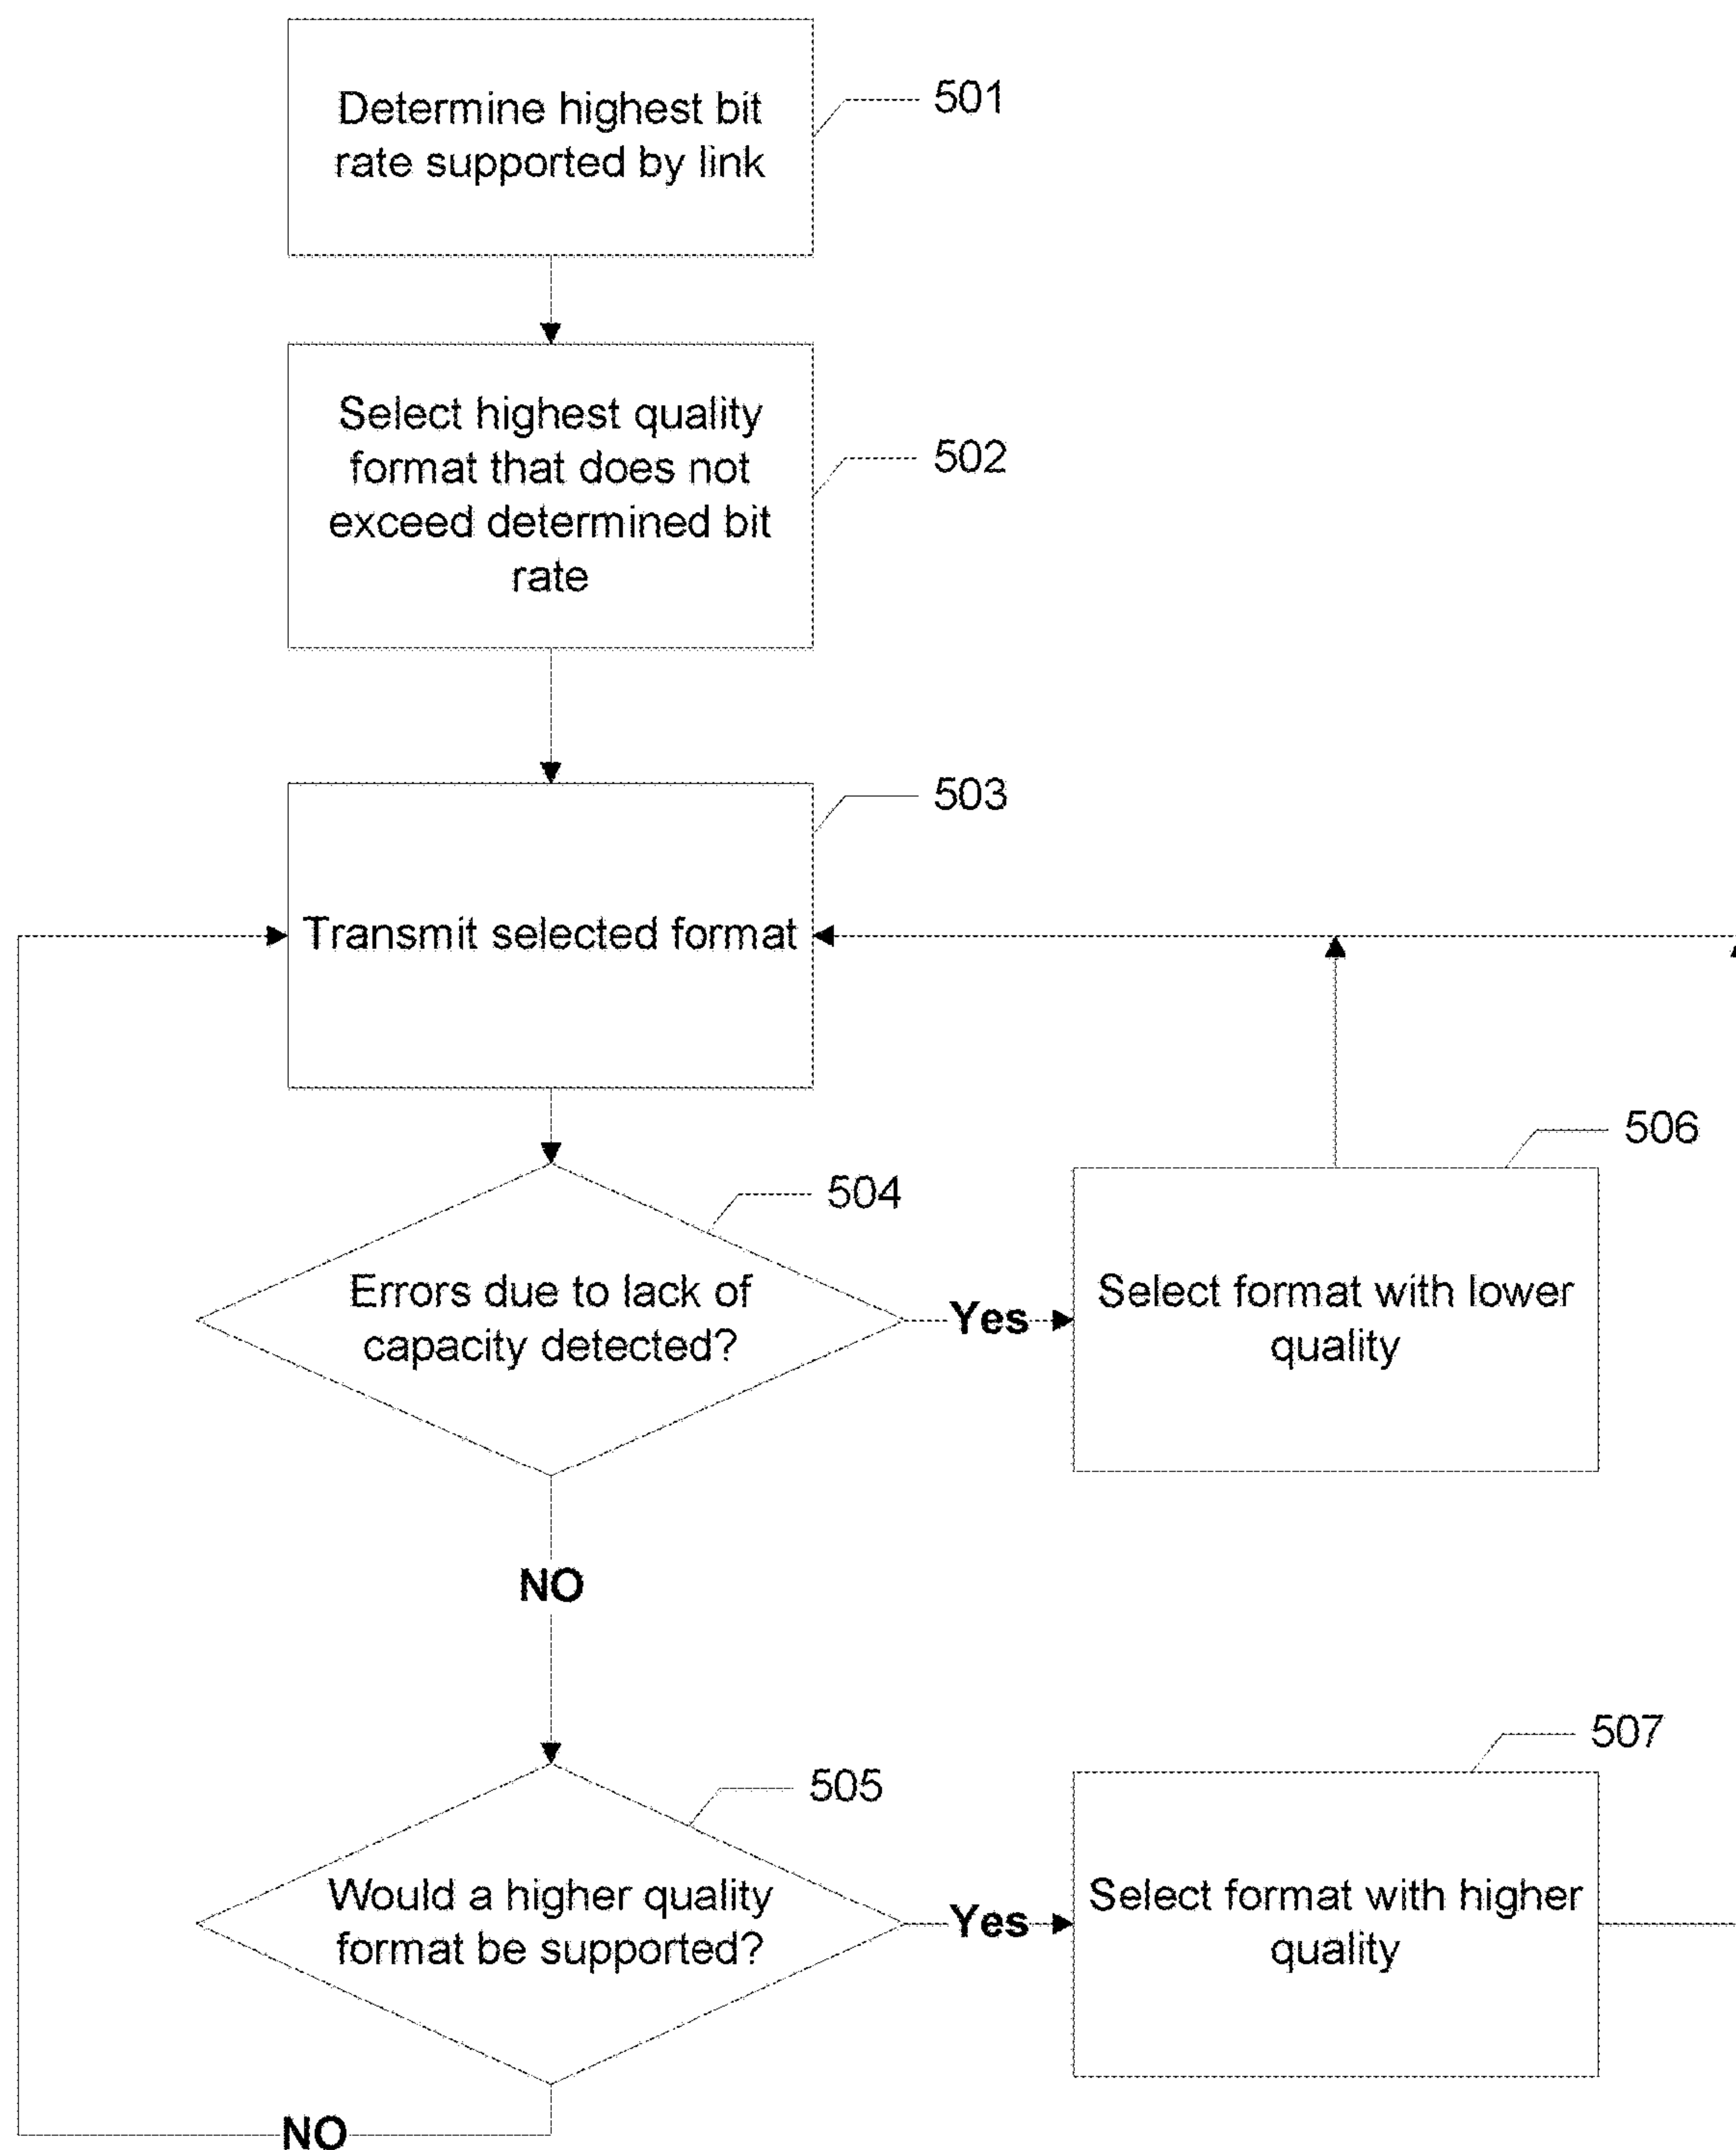 Determine highest bit
rate supported by link
501
Select highest quality
format that does not
exceed determined bit
rate
502
503
Transmit selected format
504
Errors due to lack of
capacity detected?
Yes
506
Select format with lower
quality
NO
505
Would a higher quality
format be supported?
Yes
507
Select format with higher
quality
NO